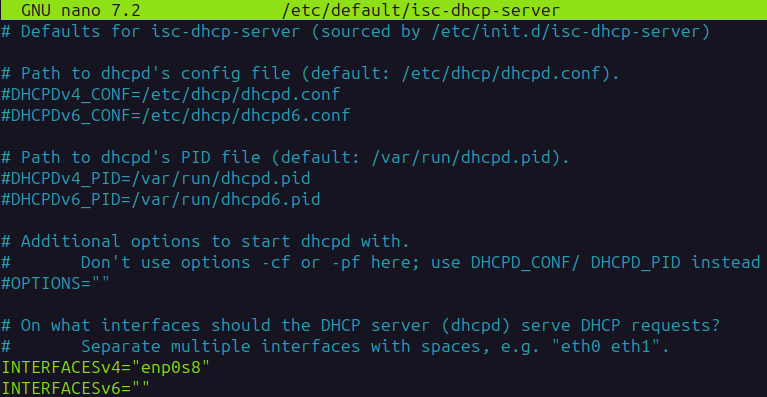 GNU nano 7.2 /etc/default/isc-dhcp-server
# Defaults for isc-dhcp-server (sourced by /etc/init.d/isc-dhcp-server)
# Path to dhcpd's config file (default: /etc/dhcp/dhcpd.conf).
#DHCPDv4_CONF=/etc/dhcp/dhcpd.conf
#DHCPDv6_CONF=/etc/dhcp/dhcpd6.conf
# Path to dhcpd's PID file (default: /var/run/dhcpd.pid).
#DHCPDv4_PID=/var/run/dhcpd.pid
#DHCPDv6_PID=/var/run/dhcpd6.pid
# Additional options to start dhcpd with.
#       Don't use options -cf or -pf here; use DHCPD_CONF/ DHCPD_PID instead
#OPTIONS=""
# On what interfaces should the DHCP server (dhcpd) serve DHCP requests?
#       Separate multiple interfaces with spaces, e.g. "eth0 eth1".
INTERFACESv4="enp0s8"
INTERFACESv6=""